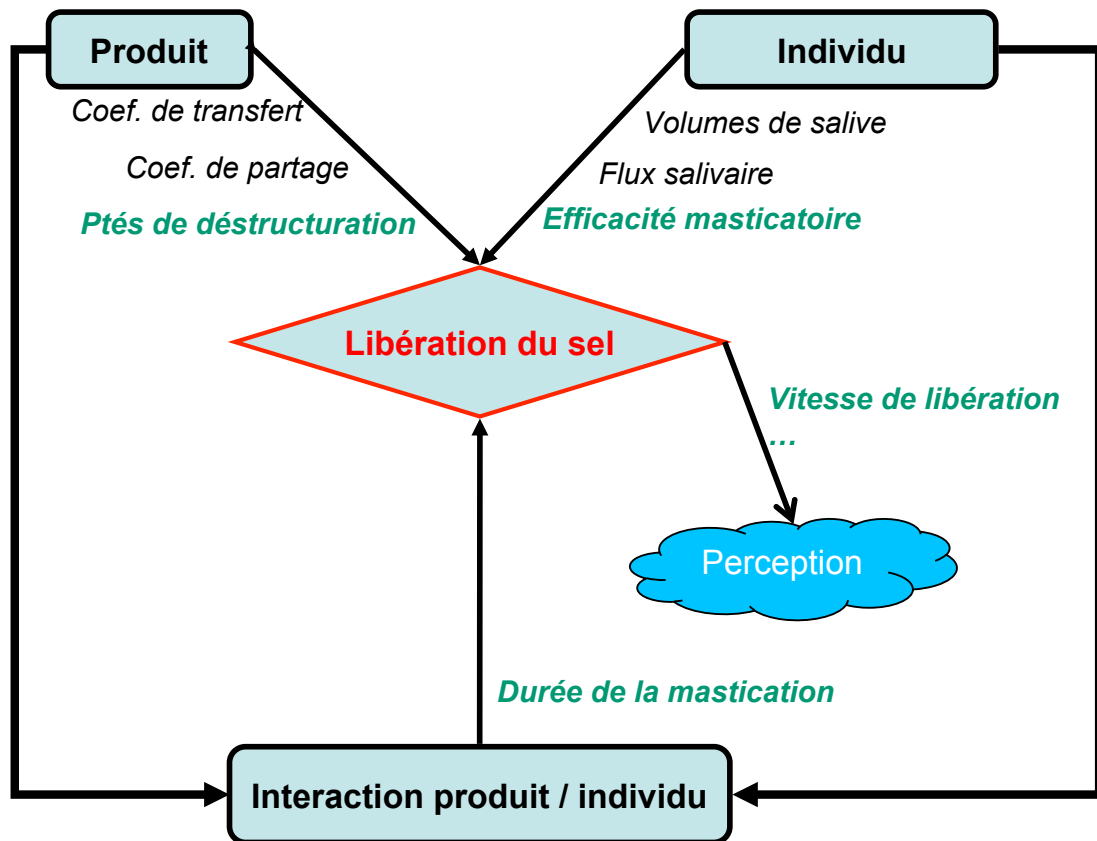 Produit
Individu
Coef. de transfert
Volumes de salive
Coef. de partage
Flux salivaire
Ptés de déstructuration
Efficacité masticatoire
Libération du sel
Vitesse de libération
…
Perception
Durée de la mastication
Interaction produit / individu